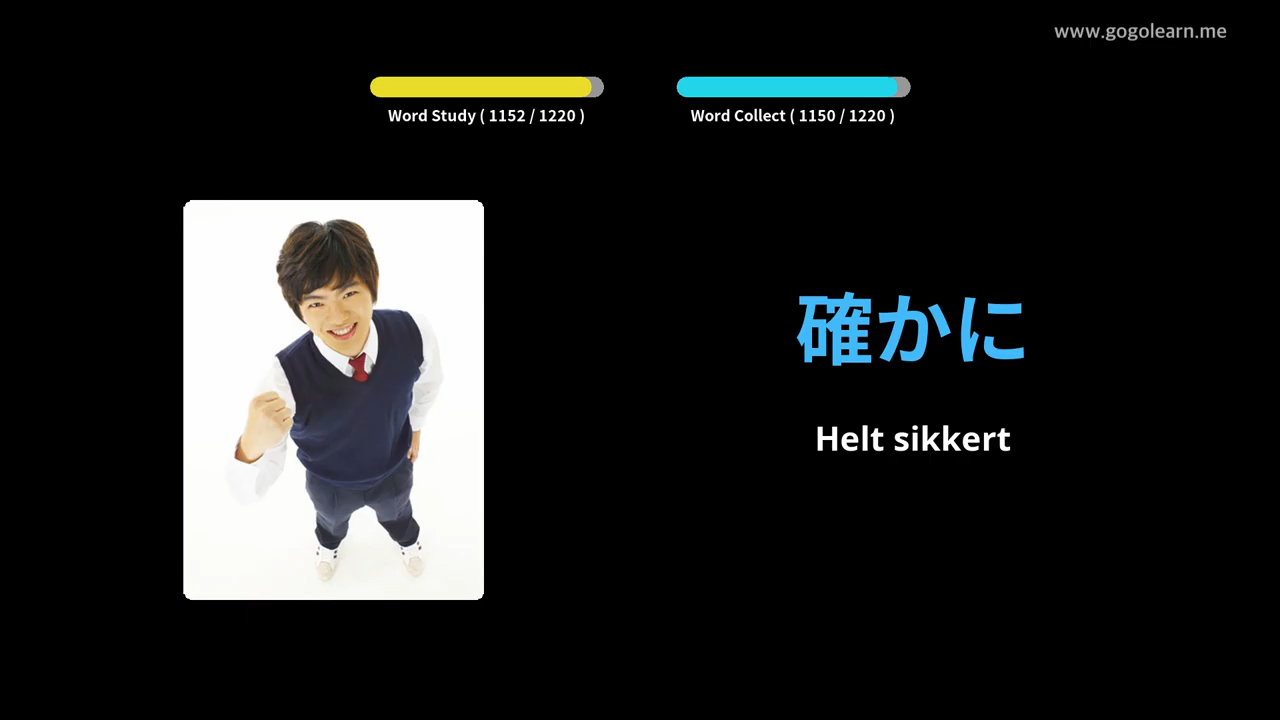 www.gogolearn.me
Word Study ( 1152 / 1220 )
Word Collect ( 1150 / 1220 )
確かに
Helt sikkert